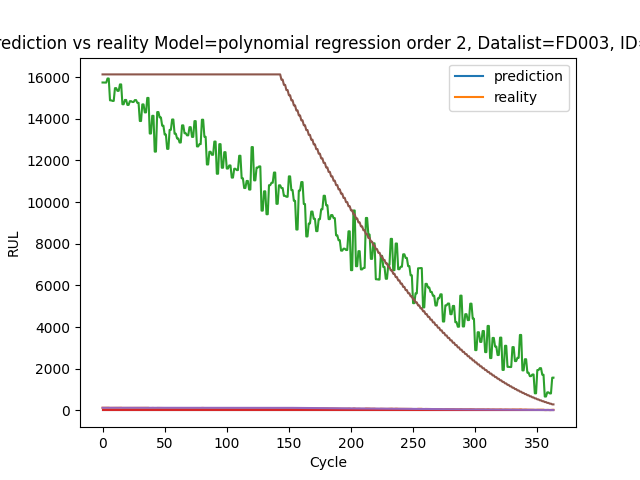 rediction vs reality Model=polynomial regression order 2, Datalist=FD003, ID=
prediction
reality
16000
14000
12000
10000
8000
6000
4000
2000
0
RUL
0 50 100 150 200 250 300 350
Cycle